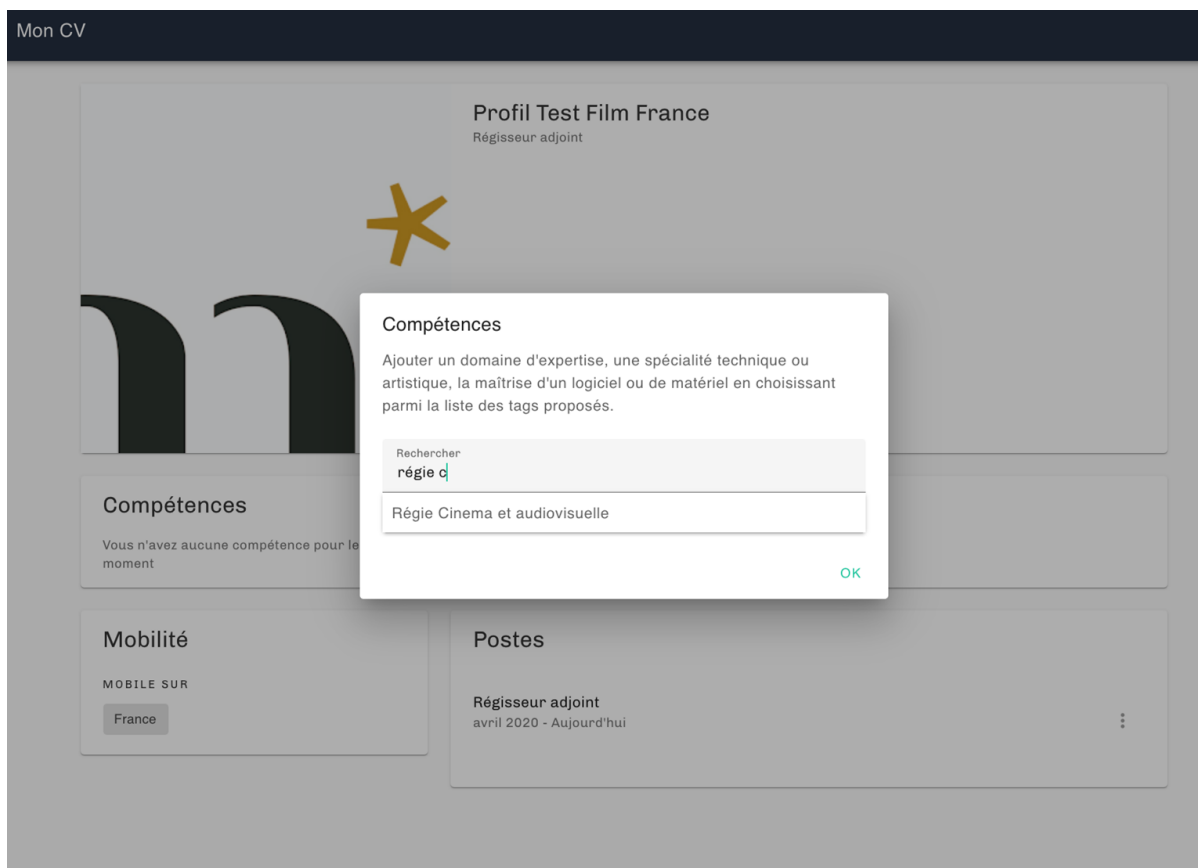 Mon CV
Profil Test Film France
Régisseur adjoint
Compétences
Ajouter un domaine d'expertise, une spécialité technique ou
artistique, la maîtrise d'un logiciel ou de matériel en choisissant
parmi la liste des tags proposés.
Rechercher
régie c
Régie Cinema et audiovisuelle
OK
Compétences
Vous n'avez aucune compétence pour le
moment
Mobilité
MOBILE SUR
France
Postes
Régisseur adjoint
avril 2020 - Aujourd'hui